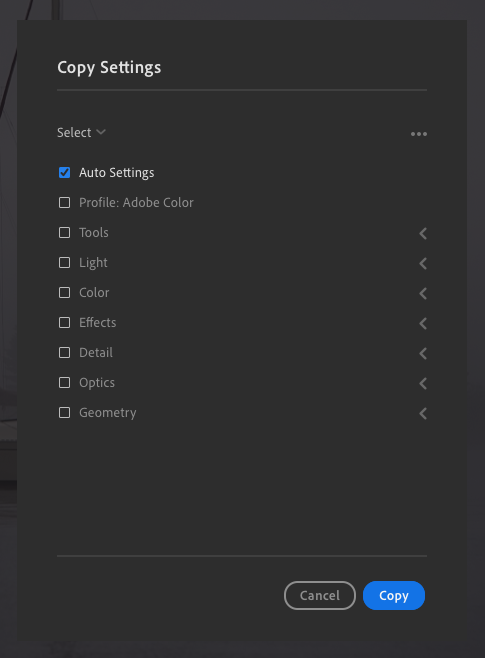 Copy Settings
Select
Auto Settings
Profile: Adobe Color
Tools
Light
Color
Effects
Detail
Optics
Geometry
Cancel Copy